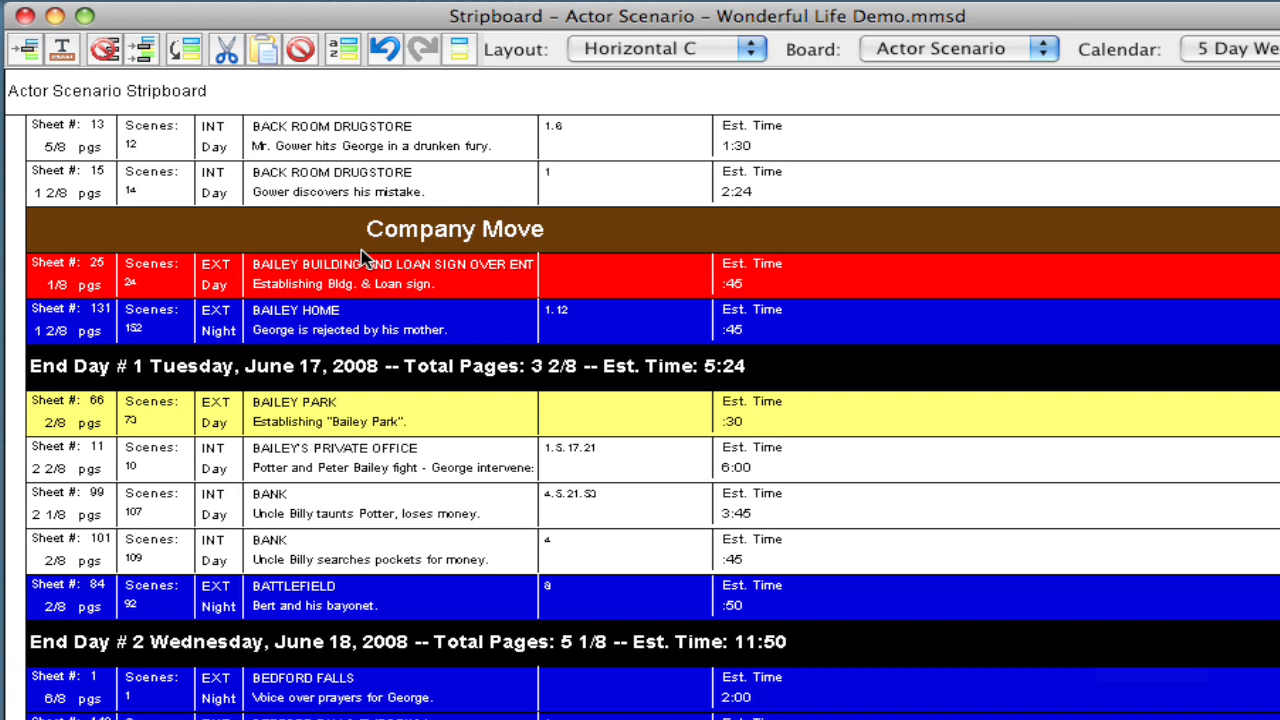 Stripboard – Actor Scenario – Wonderful Life Demo.mmsd
Layout: Horizontal C Board: Actor Scenario Calendar: 5 Day We
Actor Scenario Stripboard
Sheet #: 13 Scenes: INT BACK ROOM DRUGSTORE 1.6 Est. Time
5/8 pgs 12 Day Mr. Gower hits George in a drunken fury. 1:30
Sheet #: 15 Scenes: INT BACK ROOM DRUGSTORE 1 Est. Time
1 2/8 pgs 14 Day Gower discovers his mistake. 2:24
Company Move
Sheet #: 25 Scenes: EXT BAILEY BUILDING AND LOAN SIGN OVER ENT Est. Time
1/8 pgs 24 Day Establishing Bldg. & Loan sign. :45
Sheet #: 131 Scenes: EXT BAILEY HOME 1.12 Est. Time
1 2/8 pgs 152 Night George is rejected by his mother. :45
End Day # 1 Tuesday, June 17, 2008 -- Total Pages: 3 2/8 -- Est. Time: 5:24
Sheet #: 66 Scenes: EXT BAILEY PARK Est. Time
2/8 pgs 73 Day Establishing "Bailey Park". :30
Sheet #: 11 Scenes: INT BAILEY'S PRIVATE OFFICE 1.5.17.21 Est. Time
2 2/8 pgs 10 Day Potter and Peter Bailey fight - George intervene: 6:00
Sheet #: 99 Scenes: INT BANK 4.5.21.53 Est. Time
2 1/8 pgs 107 Day Uncle Billy taunts Potter, loses money. 3:45
Sheet #: 101 Scenes: INT BANK 4 Est. Time
2/8 pgs 109 Day Uncle Billy searches pockets for money. :45
Sheet #: 84 Scenes: EXT BATTLEFIELD 8 Est. Time
2/8 pgs 92 Night Bert and his bayonet. :50
End Day # 2 Wednesday, June 18, 2008 -- Total Pages: 5 1/8 -- Est. Time: 11:50
Sheet #: 1 Scenes: EXT BEDFORD FALLS Est. Time
6/8 pgs 1 Night Voice over prayers for George. 2:00